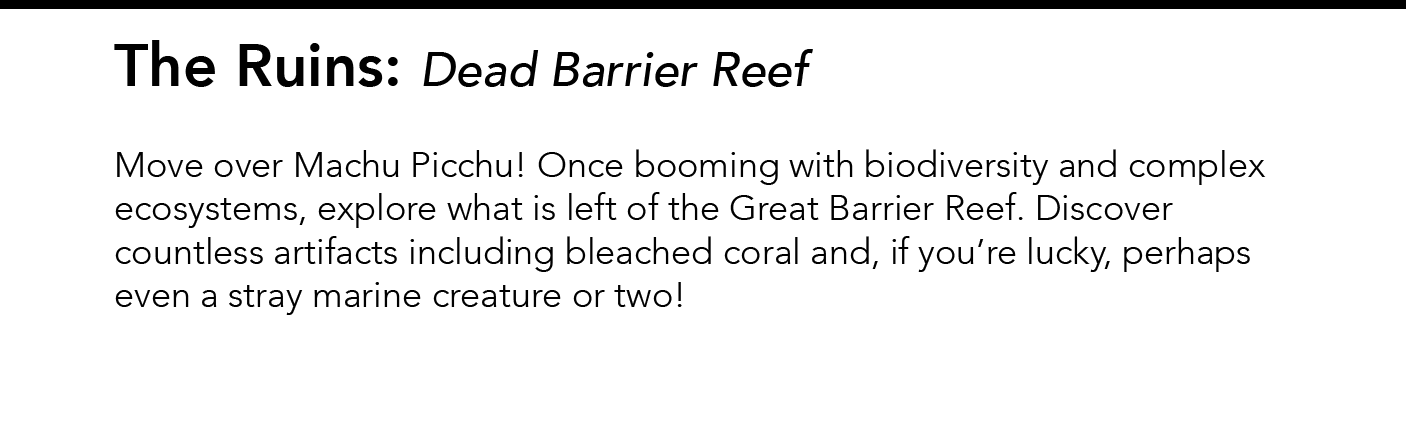 The Ruins: Dead Barrier Reef
Move over Machu Picchu! Once booming with biodiversity and complex
ecosystems, explore what is left of the Great Barrier Reef. Discover
countless artifacts including bleached coral and, if you’re lucky, perhaps
even a stray marine creature or two!